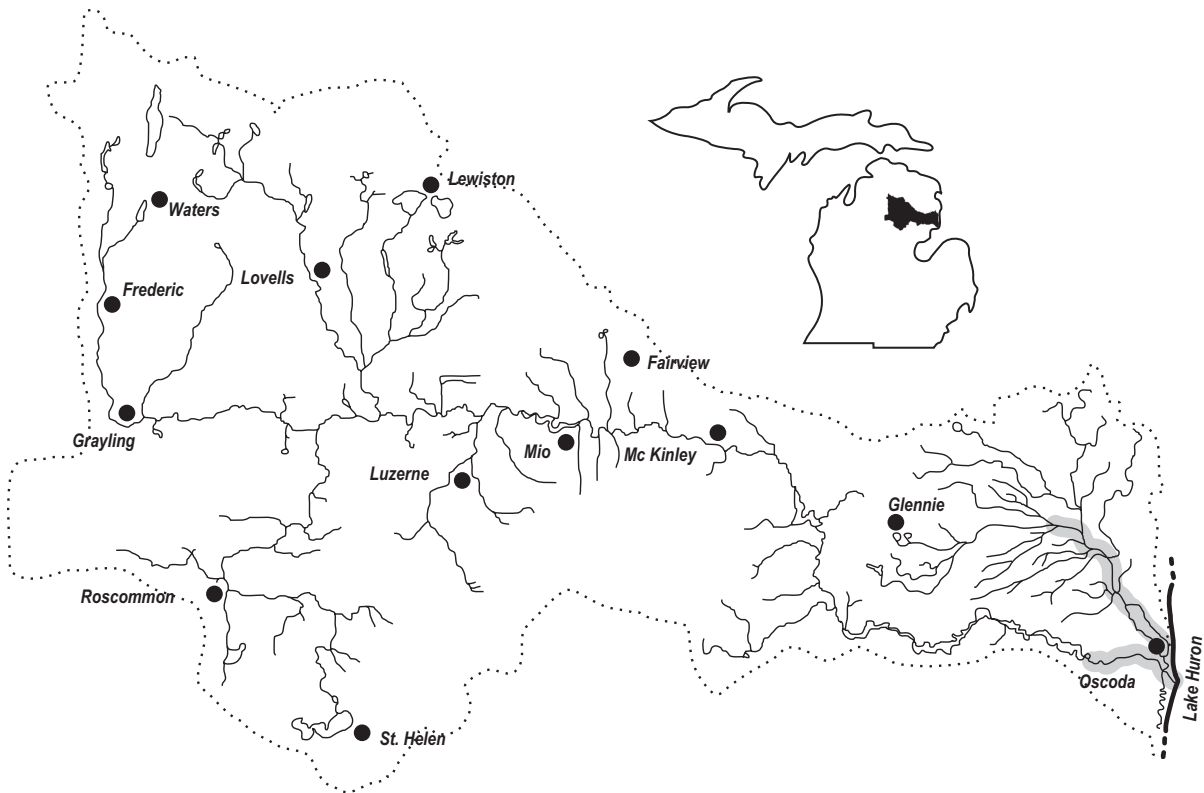 Lewiston
Waters
Lovells
Frederic
Fairview
Grayling
Mio
Mc Kinley
Luzerne
Glennie
Roscommon
Oscoda
Lake Huron
St. Helen